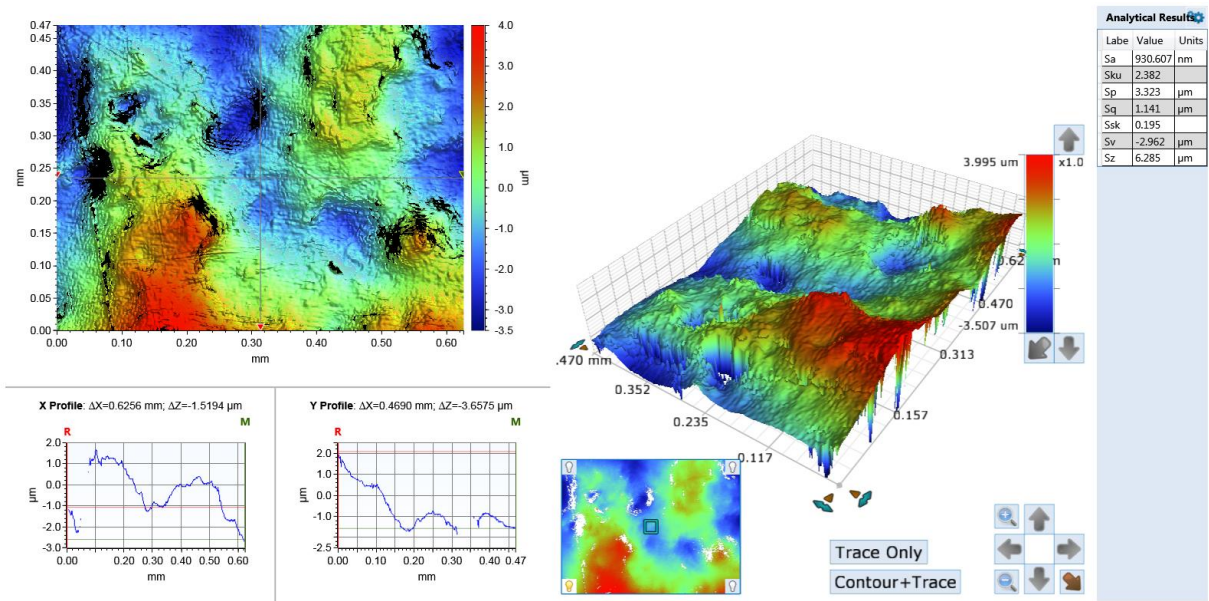 0.47
0.45
0.40
0.35
0.30
0.25
0.20
0.15
0.10
0.05
0.00
mm
0.00 0.10 0.20 0.30 0.40 0.50 0.60
mm
4.0
3.0
2.0
1.0
0.0
-1.0
-2.0
-3.0
-3.5
µm
X Profile: ΔX=0.6256 mm; ΔZ=-1.5194 µm
R M
2.0
1.0
0.0
-1.0
-2.0
-3.0
µm
0.00 0.10 0.20 0.30 0.40 0.50 0.62
mm
Y Profile: ΔX=0.4690 mm; ΔZ=-3.6575 µm
R M
2.0
1.0
0.0
-1.0
-2.5
µm
0.00 0.10 0.20 0.30 0.47
mm
3.995 um x1.0
-3.507 um
.470 mm
0.352
0.235
0.117
0.157
0.313
0.470
0.62 m
Trace Only
Contour+Trace
Analytical Results
Labe Value Units
Sa 930.607 nm
Sku 2.382
Sp 3.323 µm
Sq 1.141 µm
Ssk 0.195
Sv -2.962 µm
Sz 6.285 µm